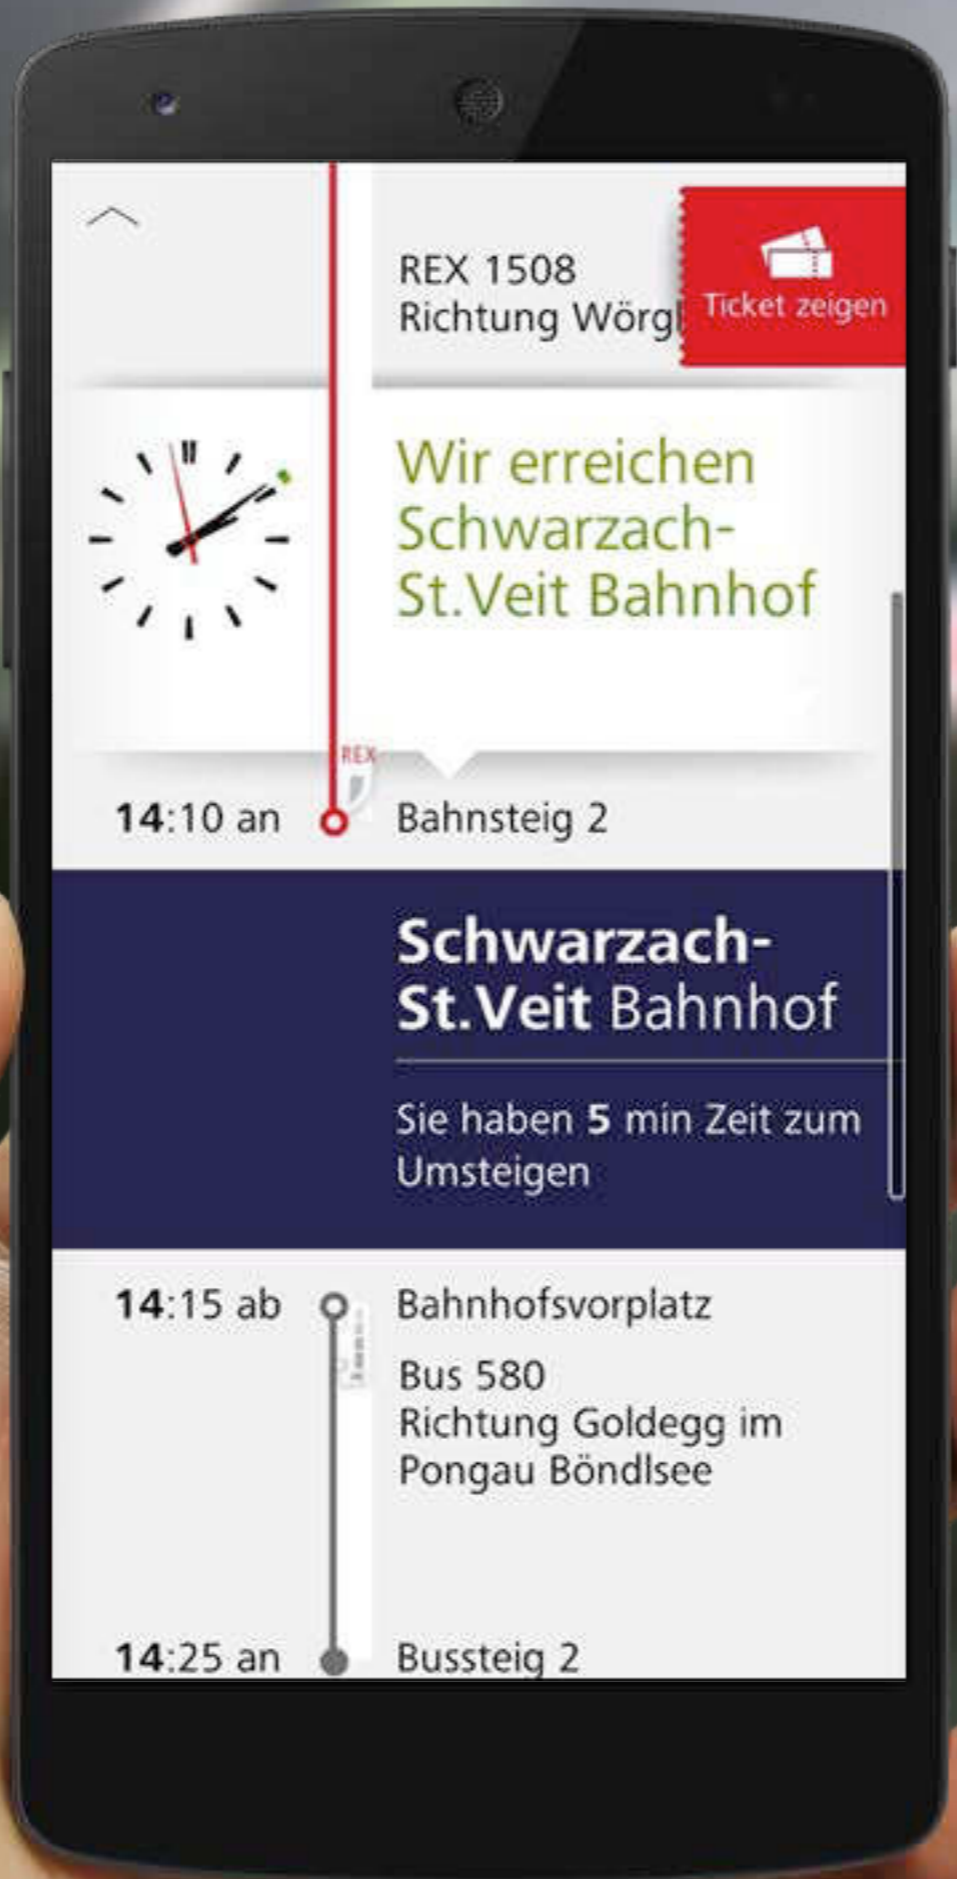 REX 1508
Richtung Wörgl
Ticket zeigen
Wir erreichen
Schwarzach-
St.Veit Bahnhof
REX
14:10 an
Bahnsteig 2
Schwarzach-
St.Veit Bahnhof
Sie haben 5 min Zeit zum
Umsteigen
14:15 ab
Bahnhofsvorplatz
Bus 580
Richtung Goldegg im
Pongau Böndlsee
14:25 an
Bussteig 2